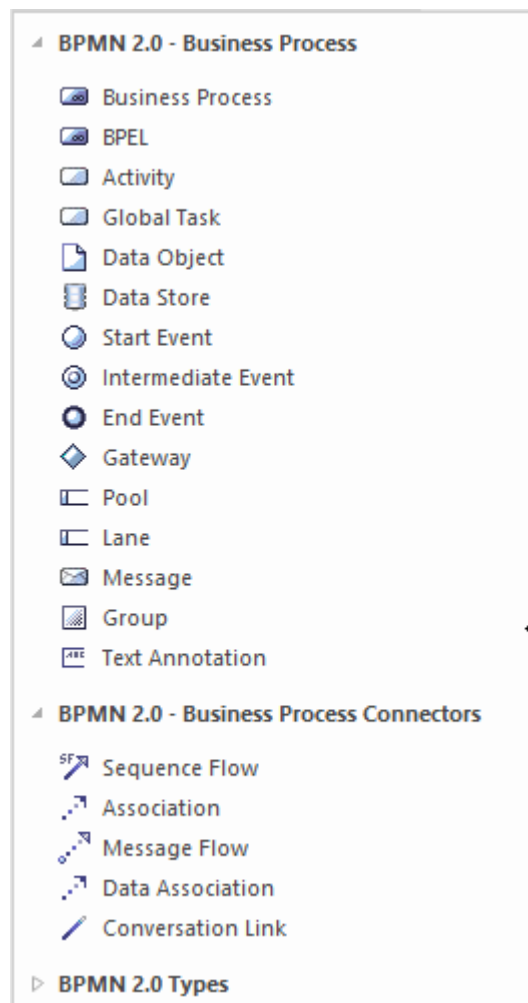 BPMN 2.0 - Business Process
Business Process
BPEL
Activity
Global Task
Data Object
Data Store
Start Event
Intermediate Event
End Event
Gateway
Pool
Lane
Message
Group
Text Annotation
BPMN 2.0 - Business Process Connectors
SF
Sequence Flow
Association
Message Flow
Data Association
Conversation Link
BPMN 2.0 Types